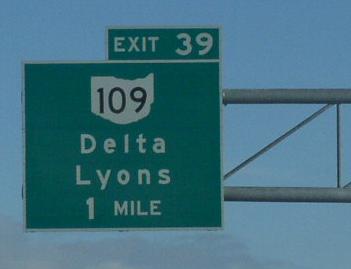 EXIT 39
109
Delta
Lyons
1 MILE